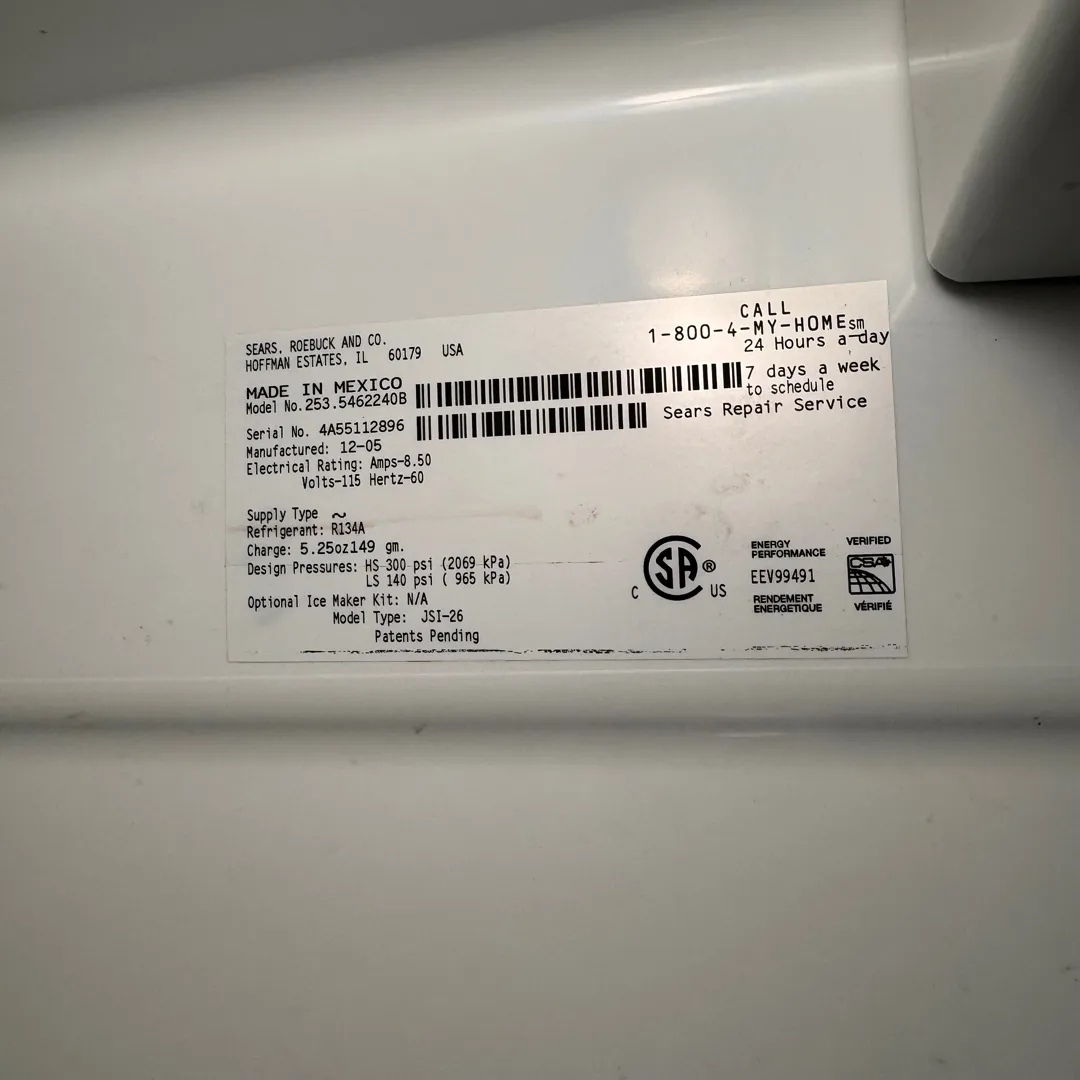 SEARS, ROEBUCK AND CO.
HOFFMAN ESTATES, IL 60179 USA
MADE IN MEXICO
Model No.253.5462240B
Serial No. 4A55112896
Manufactured: 12-05
Electrical Rating: Amps-8.50
Volts-115 Hertz-60
Supply Type ~
Refrigerant: R134A
Charge: 5.25oz149 gm.
Design Pressures: HS 300 psi (2069 kPa)
LS 140 psi ( 965 kPa)
Optional Ice Maker Kit: N/A
Model Type: JSI-26
Patents Pending
CALL
1-800-4-MY-HOMEsm
24 Hours a day
7 days a week
to schedule
Sears Repair Service
C SA ® US
ENERGY
PERFORMANCE
EEV99491
RENDEMENT
ENERGETIQUE
VERIFIED
CSA
VÉRIFIÉ